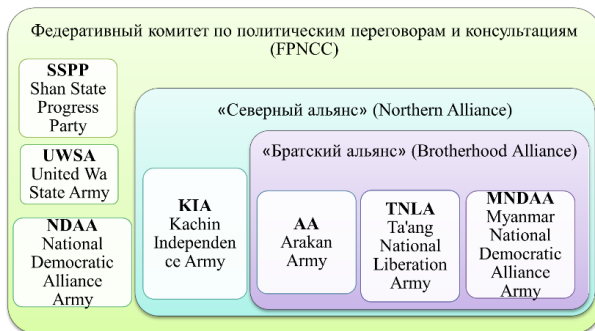 Федеративный комитет по политическим переговорам и консультациям
(FPNCC)
SSPP
Shan State
Progress
Party
UWSA
United Wa
State Army
NDAA
National
Democratic
Alliance
Army
«Северный альянс» (Northern Alliance)
KIA
Kachin
Independen
ce Army
«Братский альянс» (Brotherhood Alliance)
AA
Arakan
Army
TNLA
Ta'ang
National
Liberation
Army
MNDAA
Myanmar
National
Democratic
Alliance
Army